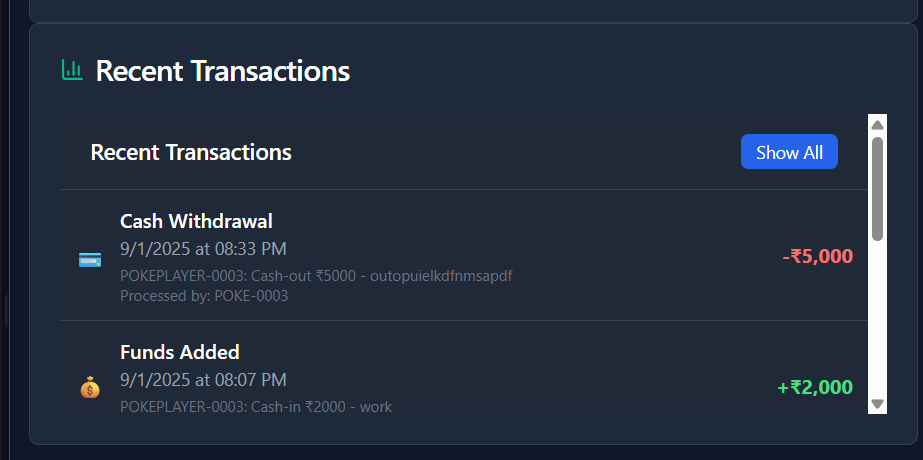 Recent Transactions
Recent Transactions
Show All
Cash Withdrawal
9/1/2025 at 08:33 PM
POKEPLAYER-0003: Cash-out ₹5000 - outopuielkdfnmsapdf
Processed by: POKE-0003
-₹5,000
Funds Added
9/1/2025 at 08:07 PM
POKEPLAYER-0003: Cash-in ₹2000 - work
+₹2,000